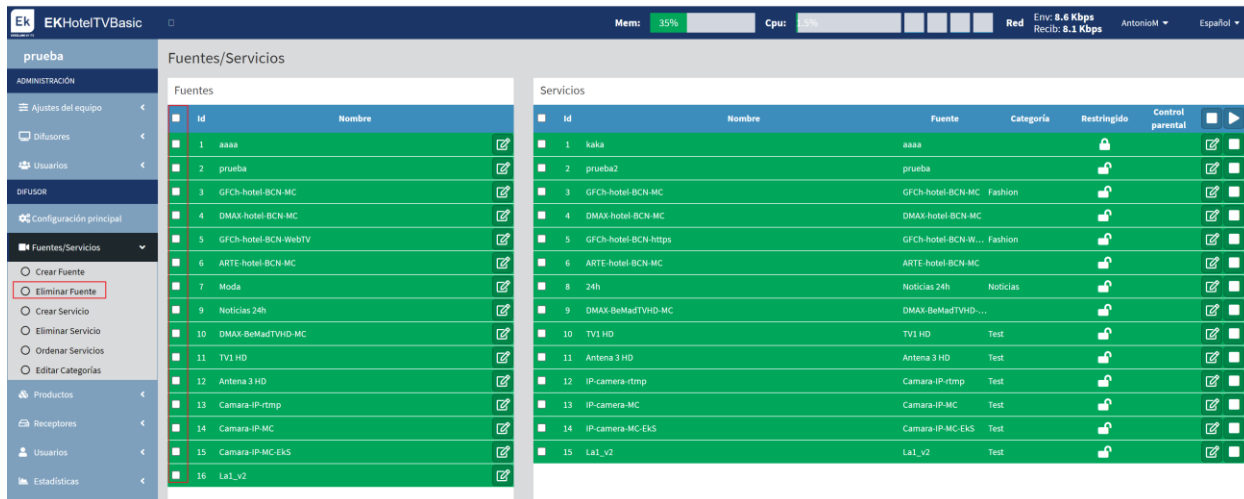 Ek EKHotelTVBasic Mem: 35% Cpu: 1.5% Red Env: 8.6 Kbps Recib: 8.1 Kbps AntonioM Español
prueba
ADMINISTRACIÓN
Ajustes del equipo
Difusores
Usuarios
DIFUSOR
Configuración principal
Fuentes/Servicios
Crear Fuente
Eliminar Fuente
Crear Servicio
Eliminar Servicio
Ordenar Servicios
Editar Categorías
Productos
Receptores
Usuarios
Estadísticas
Fuentes/Servicios
Fuentes
Id Nombre
1 aaaa
2 prueba
3 GFCh-hotel-BCN-MC
4 DMAX-hotel-BCN-MC
5 GFCh-hotel-BCN-WebTV
6 ARTE-hotel-BCN-MC
7 Moda
9 Noticias 24h
10 DMAX-BeMadTVHD-MC
11 TV1 HD
12 Antena 3 HD
13 Camara-IP-rtmp
14 Camara-IP-MC
15 Camara-IP-MC-EkS
16 La1_v2
Servicios
Id Nombre Fuente Categoría Restringido Control parental
1 kaka aaaa
2 prueba2 prueba
3 GFCh-hotel-BCN-MC GFCh-hotel-BCN-MC Fashion
4 DMAX-hotel-BCN-MC DMAX-hotel-BCN-MC
5 GFCh-hotel-BCN-https GFCh-hotel-BCN-W... Fashion
6 ARTE-hotel-BCN-MC ARTE-hotel-BCN-MC
8 24h Noticias 24h Noticias
9 DMAX-BeMadTVHD-MC DMAX-BeMadTVHD-...
10 TV1 HD TV1 HD Test
11 Antena 3 HD Antena 3 HD Test
12 IP-camera-rtmp Camara-IP-rtmp Test
13 IP-camera-MC Camara-IP-MC Test
14 IP-camera-MC-EkS Camara-IP-MC-EkS Test
15 La1_v2 La1_v2 Test